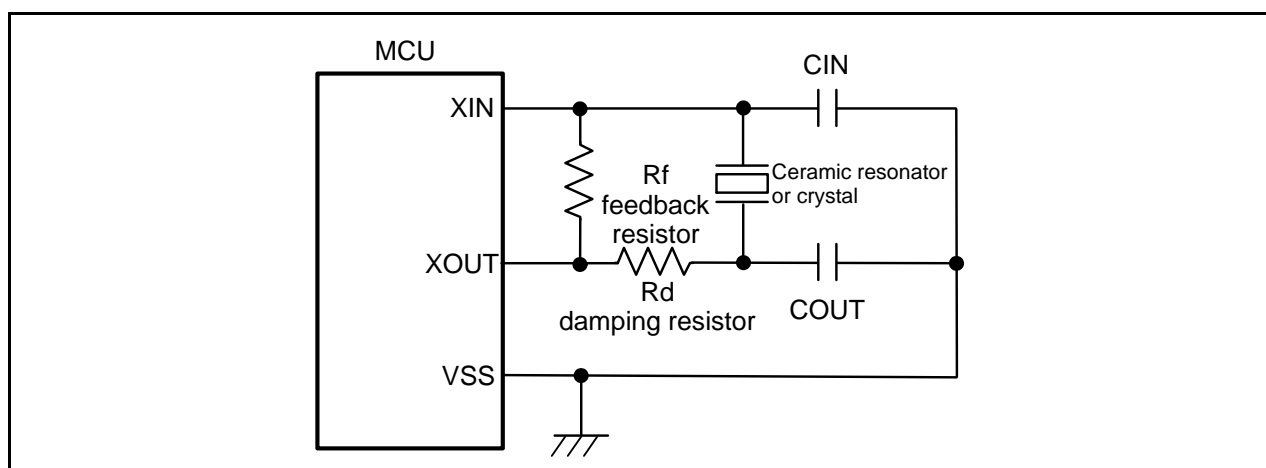 MCU
CIN
XIN
Rf
feedback
resistor
Ceramic resonator
or crystal
XOUT
Rd
damping resistor
COUT
VSS